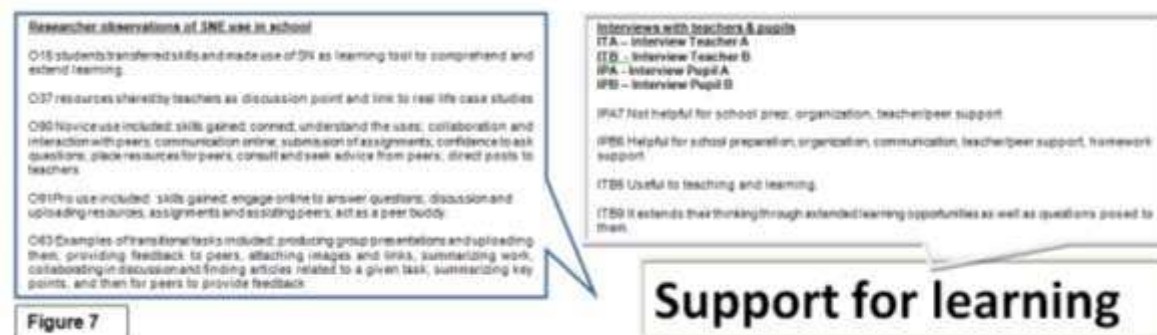 Researcher observations of SNE use in school
O18 students transferred skills and made use of SN as learning tool to comprehend and
extend learning.
O37 resources shared by teachers as discussion point and link to real life case studies
O90 Novice use included: skills gained; connect, understand the uses; collaboration and
interaction with peers; communication online; submission of assignments, confidence to ask
questions; place resources for peers, consult and seek advice from peers; direct posts to
teachers.
O91 Pro use included: skills gained; engage online to answer questions; discussion and
uploading resources, assignments and assisting peers; act as a peer buddy.
O63 Examples of transitional tasks included; producing group presentations and uploading
them, providing feedback to peers, attaching images and links, summarizing work,
collaborating in discussion and finding articles related to a given task, summarizing key
points, and then for peers to provide feedback
Figure 7
Interviews with teachers & pupils
ITA – Interview Teacher A
ITB - Interview Teacher B
IPA - Interview Pupil A
IPB – Interview Pupil B
IPA7 Not helpful for school prep, organization, teacher/peer support
IPB6 Helpful for school preparation, organization, communication, teacher/peer support, homework
support
ITB5 Useful to teaching and learning.
ITB9 It extends their thinking through extended learning opportunities as well as questions posed to
them.
Support for learning